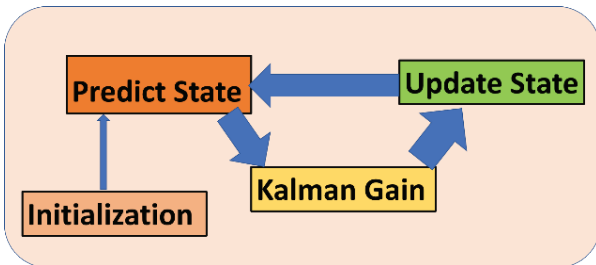 Predict State
Update State
Kalman Gain
Initialization